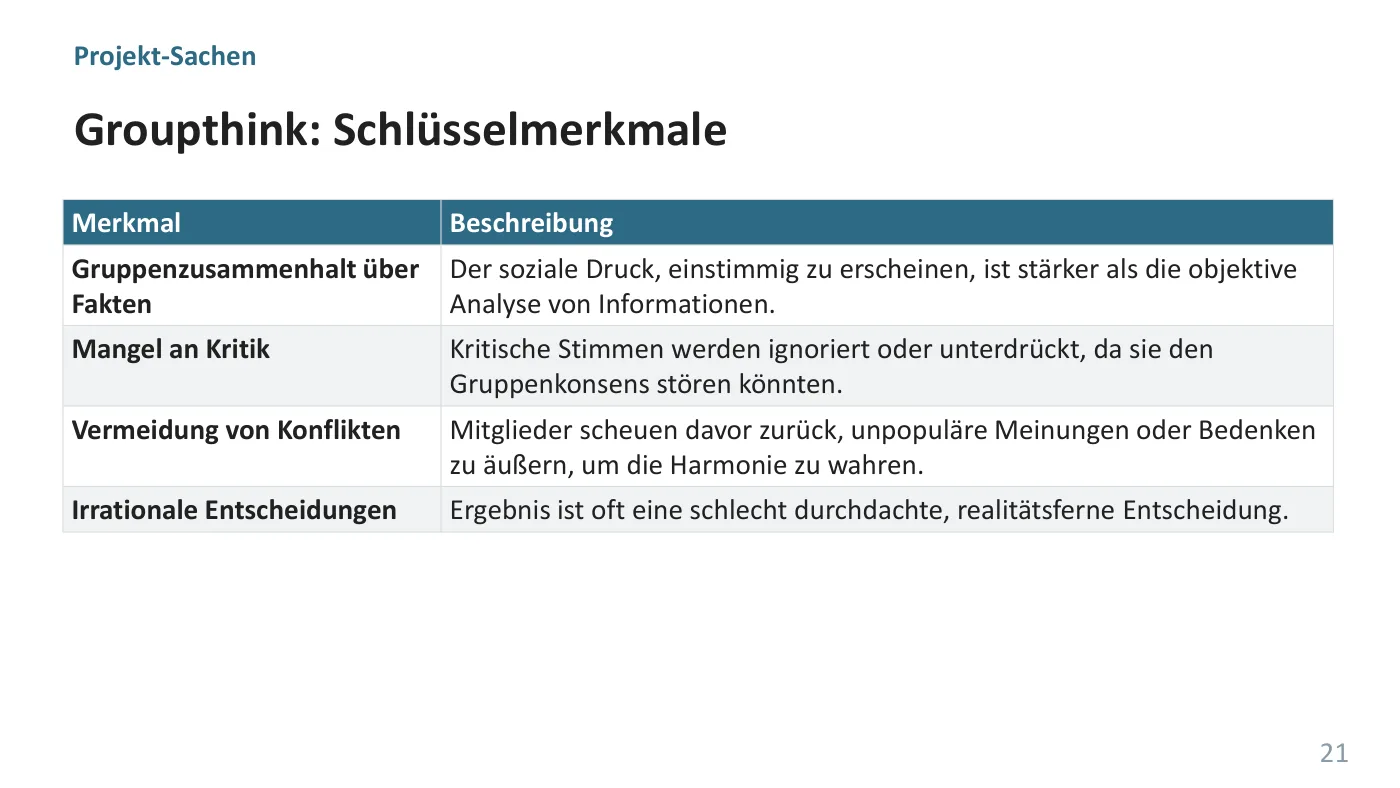 Projekt-Sachen
Groupthink: Schlüsselmerkmale
Merkmal
Beschreibung
Gruppenzusammenhalt über
Fakten
Der soziale Druck, einstimmig zu erscheinen, ist stärker als die objektive
Analyse von Informationen.
Mangel an Kritik
Kritische Stimmen werden ignoriert oder unterdrückt, da sie den
Gruppenkonsens stören könnten.
Vermeidung von Konflikten
Mitglieder scheuen davor zurück, unpopuläre Meinungen oder Bedenken
zu äußern, um die Harmonie zu wahren.
Irrationale Entscheidungen
Ergebnis ist oft eine schlecht durchdachte, realitätsferne Entscheidung.
21